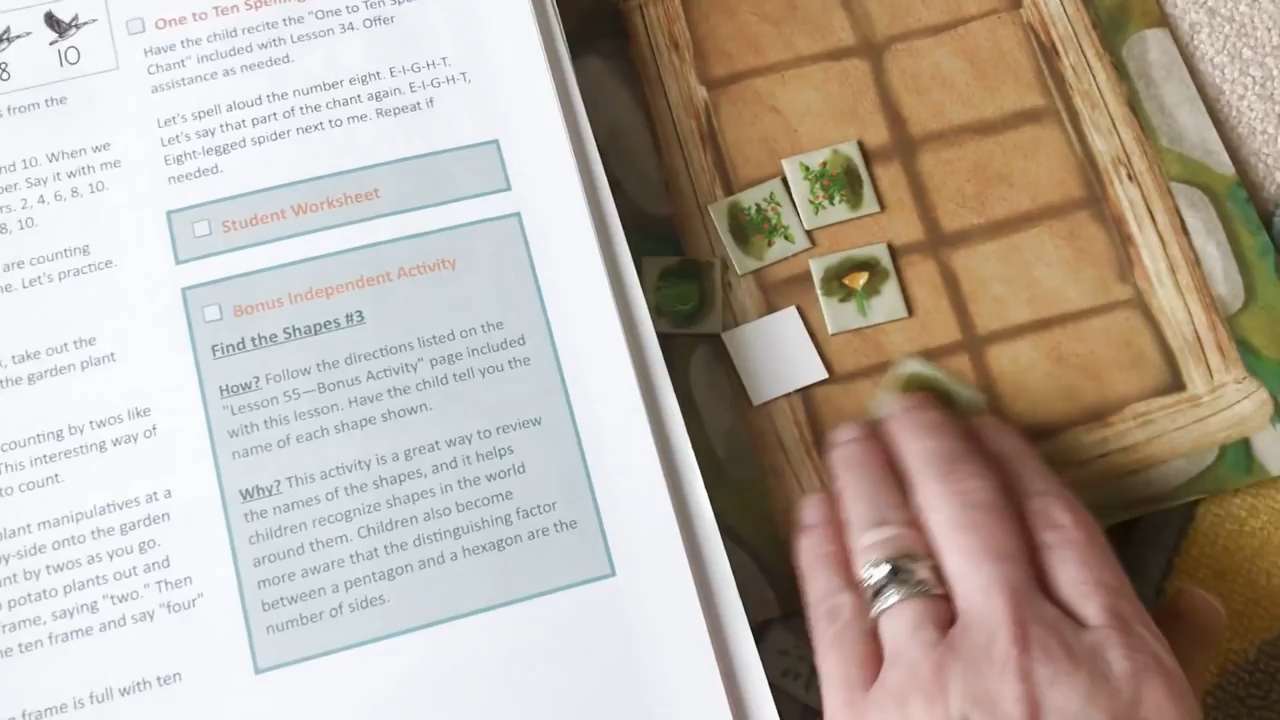 8
10
s from the
nd 10. When we
ber. Say it with me
rs. 2, 4, 6, 8, 10.
8, 10.
are counting
ne. Let's practice.
, take out the
the garden plant
counting by twos like
This interesting way of
to count.
plant manipulatives at a
y-side onto the garden
nt by twos as you go.
potato plants out and
frame, saying "two." Then
e ten frame and say "four"
frame is full with ten
One to Ten Spelling
Have the child recite the "One to Ten Spe
Chant" included with Lesson 34. Offer
assistance as needed.
Let's spell aloud the number eight. E-I-G-H-T.
Let's say that part of the chant again. E-I-G-H-T,
Eight-legged spider next to me. Repeat if
needed.
Student Worksheet
Bonus Independent Activity
Find the Shapes #3
How? Follow the directions listed on the
"Lesson 55—Bonus Activity" page included
with this lesson. Have the child tell you the
name of each shape shown.
Why? This activity is a great way to review
the names of the shapes, and it helps
children recognize shapes in the world
around them. Children also become
more aware that the distinguishing factor
between a pentagon and a hexagon are the
number of sides.